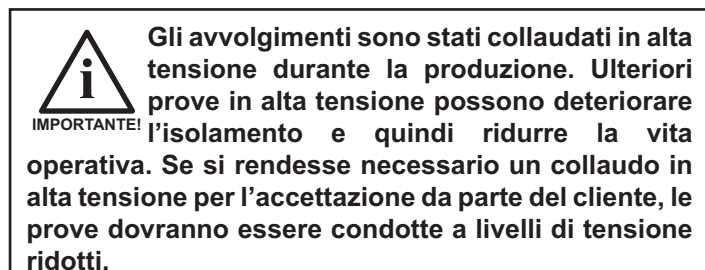 Gli avvolgimenti sono stati collaudati in alta
tensione durante la produzione. Ulteriori
prove in alta tensione possono deteriorare
IMPORTANTE!
l’isolamento e quindi ridurre la vita
operativa. Se si rendesse necessario un collaudo in
alta tensione per l’accettazione da parte del cliente, le
prove dovranno essere condotte a livelli di tensione
ridotti.